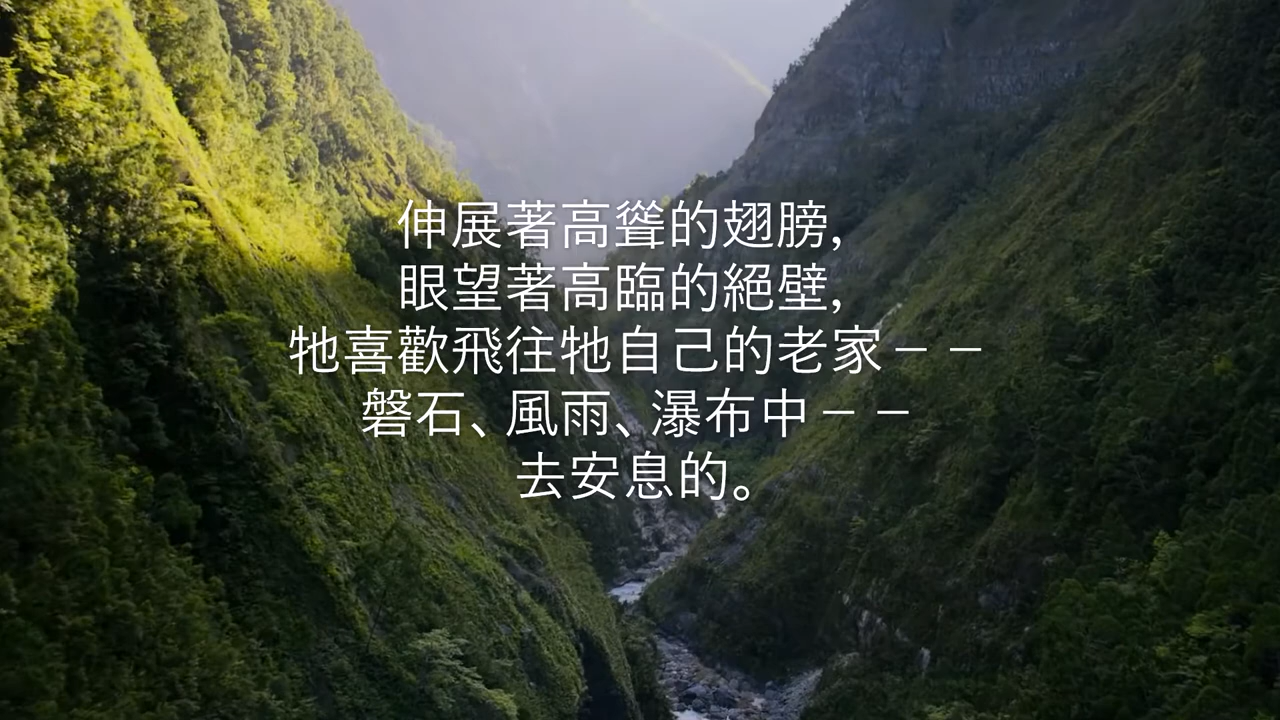 伸展著高聳的翅膀，
眼望著高臨的絕壁，
牠喜歡飛往牠自己的老家－－
磐石、風雨、瀑布中－－
去安息的。